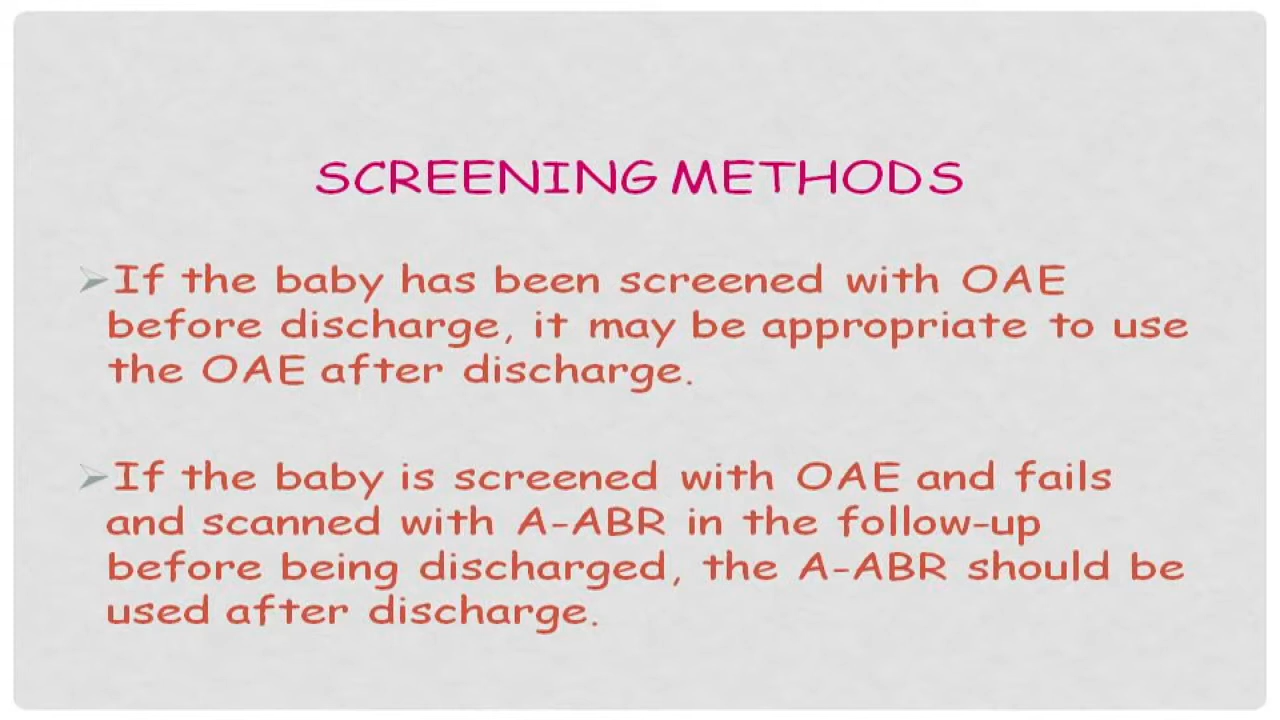 SCREENING METHODS
If the baby has been screened with OAE
before discharge, it may be appropriate to use
the OAE after discharge.
If the baby is screened with OAE and fails
and scanned with A-ABR in the follow-up
before being discharged, the A-ABR should be
used after discharge.